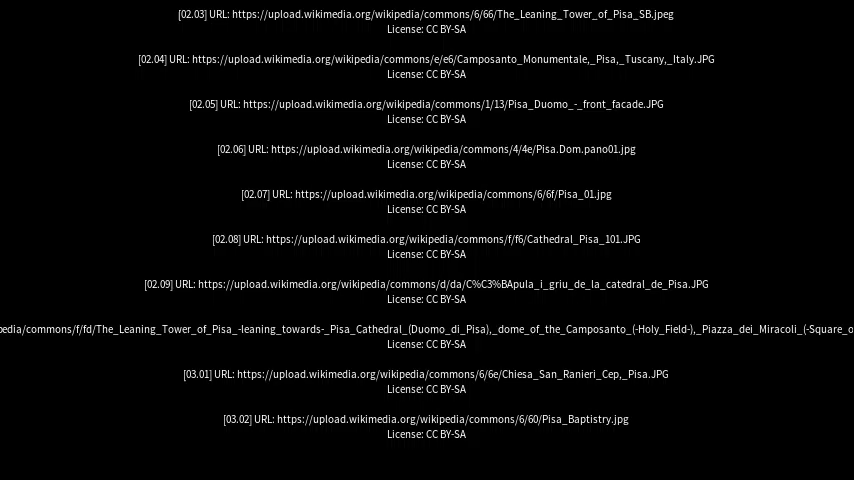 [02.03] URL: https://upload.wikimedia.org/wikipedia/commons/6/66/The_Leaning_Tower_of_Pisa_SB.jpeg
License: CC BY-SA
[02.04] URL: https://upload.wikimedia.org/wikipedia/commons/e/e6/Camposanto_Monumentale,_Pisa,_Tuscany,_Italy.JPG
License: CC BY-SA
[02.05] URL: https://upload.wikimedia.org/wikipedia/commons/1/13/Pisa_Duomo_-_front_facade.JPG
License: CC BY-SA
[02.06] URL: https://upload.wikimedia.org/wikipedia/commons/4/4e/Pisa.Dom.pano01.jpg
License: CC BY-SA
[02.07] URL: https://upload.wikimedia.org/wikipedia/commons/6/6f/Pisa_01.jpg
License: CC BY-SA
[02.08] URL: https://upload.wikimedia.org/wikipedia/commons/f/f6/Cathedral_Pisa_101.JPG
License: CC BY-SA
[02.09] URL: https://upload.wikimedia.org/wikipedia/commons/d/da/C%C3%BApula_i_griu_de_la_catedral_de_Pisa.JPG
License: CC BY-SA
pedia/commons/f/fd/The_Leaning_Tower_of_Pisa_-leaning_towards-_Pisa_Cathedral_(Duomo_di_Pisa),_dome_of_the_Camposanto_(-Holy_Field-),_Piazza_dei_Miracoli_(-Square_o
License: CC BY-SA
[03.01] URL: https://upload.wikimedia.org/wikipedia/commons/6/6e/Chiesa_San_Ranieri_Cep,_Pisa.JPG
License: CC BY-SA
[03.02] URL: https://upload.wikimedia.org/wikipedia/commons/6/60/Pisa_Baptistry.jpg
License: CC BY-SA